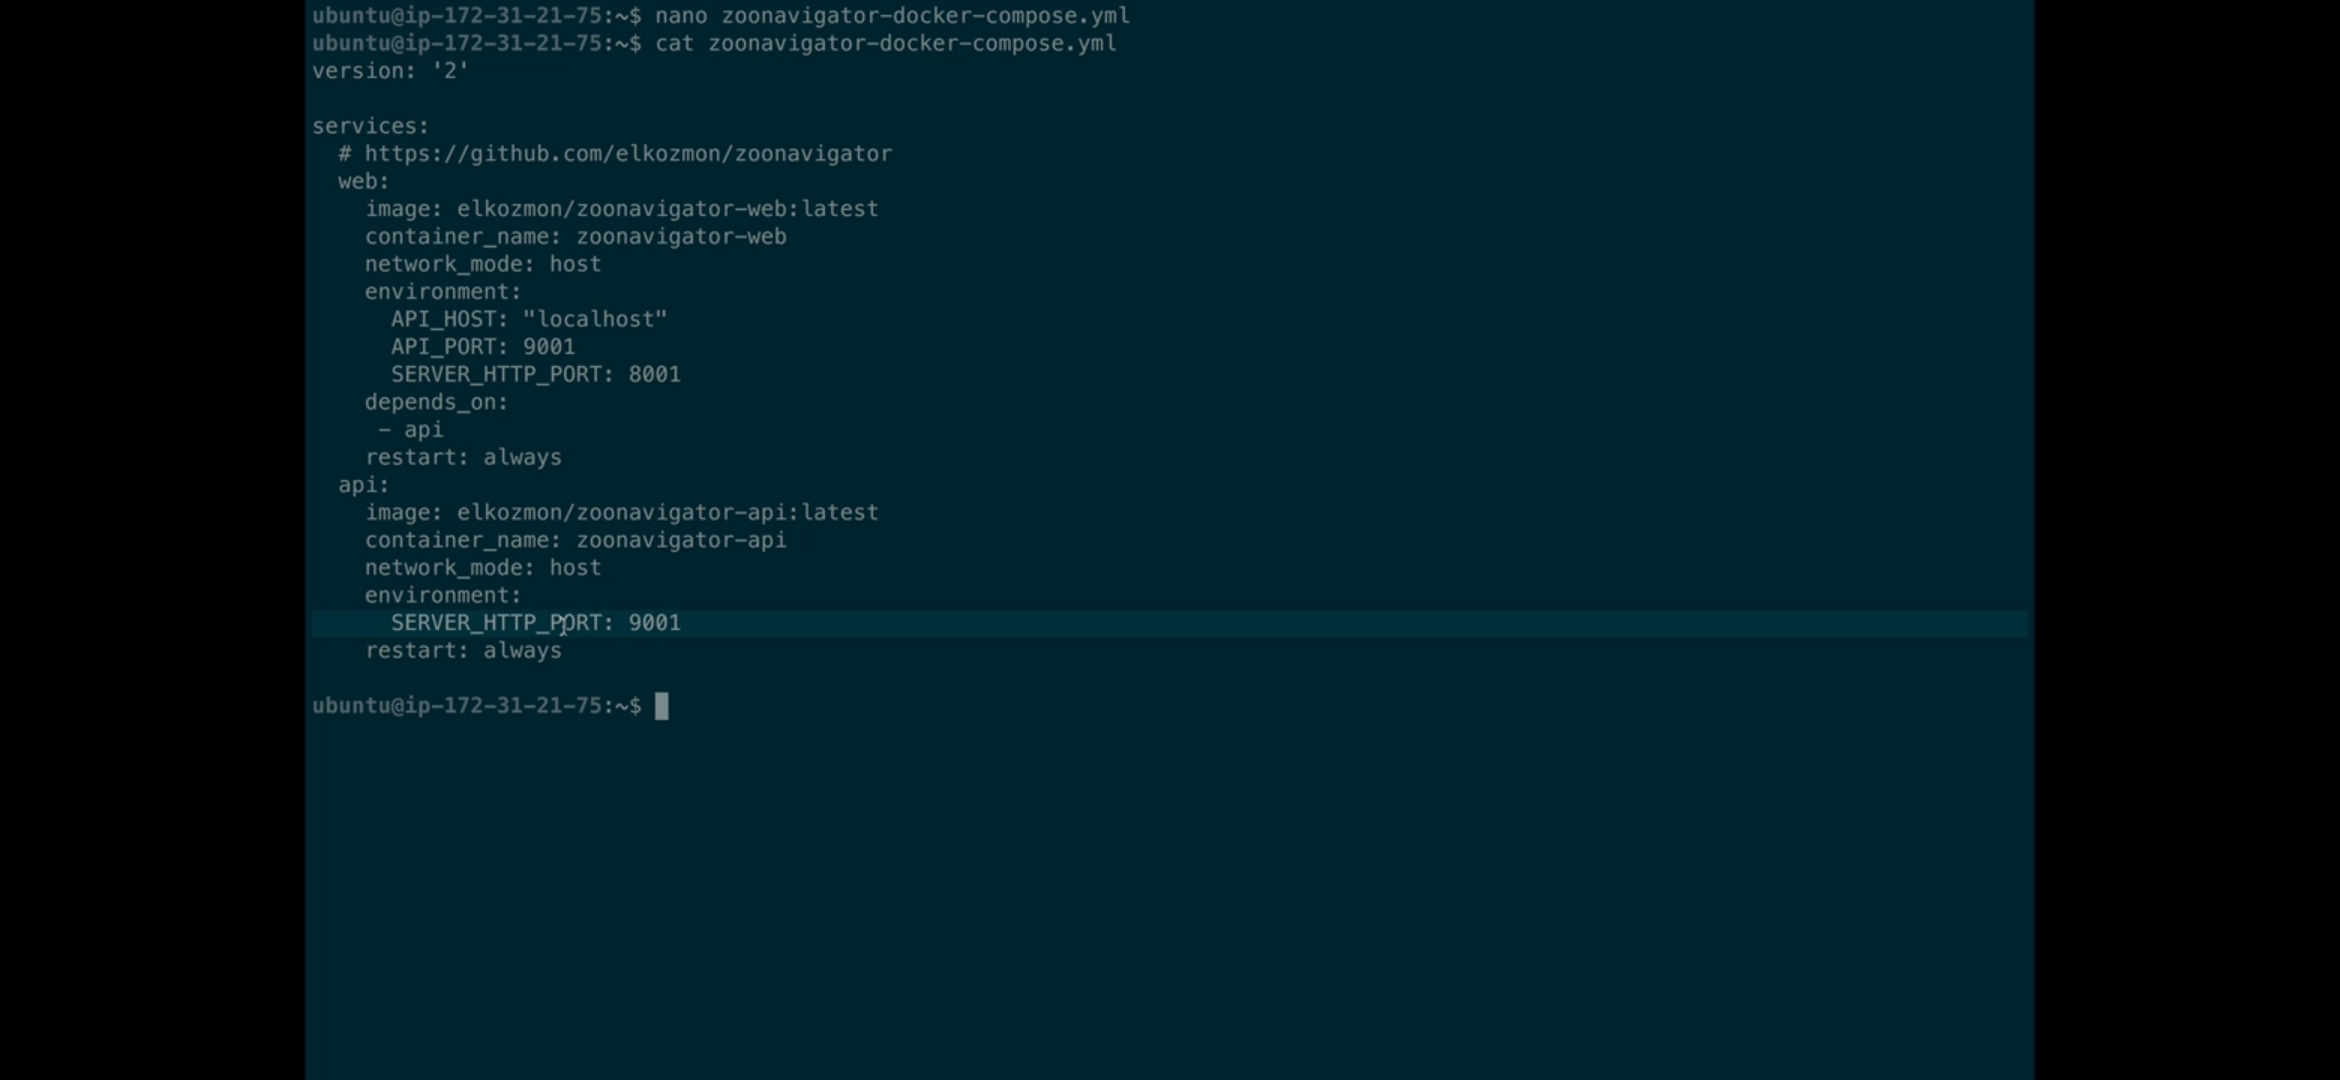 ubuntu@ip-172-31-21-75:~$ nano zoonavigator-docker-compose.yml
ubuntu@ip-172-31-21-75:~$ cat zoonavigator-docker-compose.yml
version: '2'

services:
  # https://github.com/elkozmon/zoonavigator
  web:
    image: elkozmon/zoonavigator-web:latest
    container_name: zoonavigator-web
    network_mode: host
    environment:
      API_HOST: "localhost"
      API_PORT: 9001
      SERVER_HTTP_PORT: 8001
    depends_on:
     - api
    restart: always
  api:
    image: elkozmon/zoonavigator-api:latest
    container_name: zoonavigator-api
    network_mode: host
    environment:
      SERVER_HTTP_PORT: 9001
    restart: always

ubuntu@ip-172-31-21-75:~$